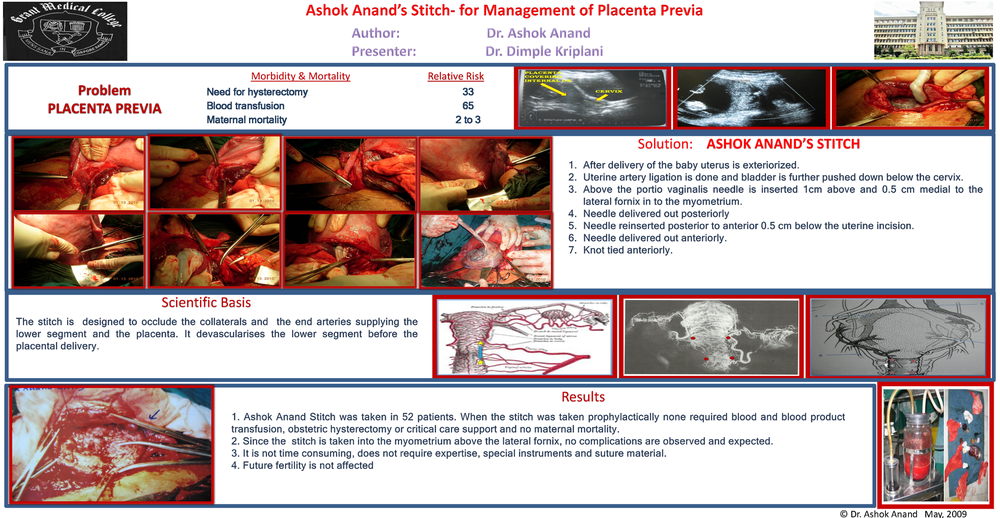 Grant Medical College
Ashok Anand's Stitch- for Management of Placenta Previa
Author: Dr. Ashok Anand
Presenter: Dr. Dimple Kriplani
Problem
PLACENTA PREVIA
Morbidity & Mortality Relative Risk
Need for hysterectomy 33
Blood transfusion 65
Maternal mortality 2 to 3
PLACENTA
COVERING
INTERNAL OS
CERVIX
Solution: ASHOK ANAND'S STITCH
1. After delivery of the baby uterus is exteriorized.
2. Uterine artery ligation is done and bladder is further pushed down below the cervix.
3. Above the portio vaginalis needle is inserted 1cm above and 0.5 cm medial to the
lateral fornix in to the myometrium.
4. Needle delivered out posteriorly
5. Needle reinserted posterior to anterior 0.5 cm below the uterine incision.
6. Needle delivered out anteriorly.
7. Knot tied anteriorly.
Scientific Basis
The stitch is designed to occlude the collaterals and the end arteries supplying the
lower segment and the placenta. It devascularises the lower segment before the
placental delivery.
Results
1. Ashok Anand Stitch was taken in 52 patients. When the stitch was taken prophylactically none required blood and blood product
transfusion, obstetric hysterectomy or critical care support and no maternal mortality.
2. Since the stitch is taken into the myometrium above the lateral fornix, no complications are observed and expected.
3. It is not time consuming, does not require expertise, special instruments and suture material.
4. Future fertility is not affected
© Dr. Ashok Anand May, 2009